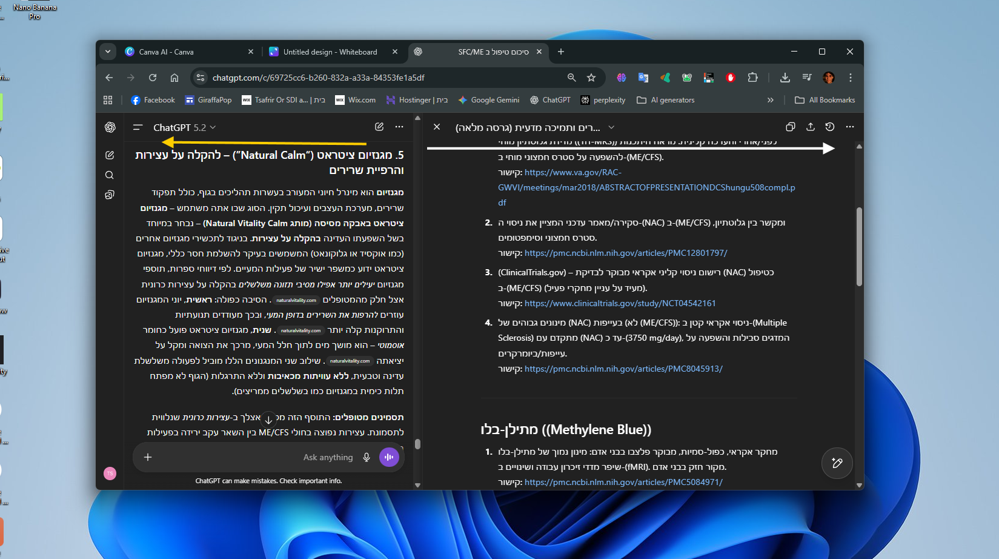 Nano Banana
Pro
Canva AI - Canva
Untitled design - Whiteboard
סיכום טיפול ב SFC/ME
chatgpt.com/c/69725cc6-b260-832a-a33a-84353fe1a5df
Facebook
GiraffaPop
Tsafrir Or SDI a... | בית
Wix.com
Hostinger | בית
Google Gemini
ChatGPT
perplexity
AI generators
All Bookmarks
ChatGPT 5.2
5. מגנזיום ציטראט ("Natural Calm") – להקלה על עצירות
והרפיית שרירים
מגנזיום הוא מינרל חיוני המעורב בעשרות תהליכים בגוף, כולל תפקוד
שרירים, מערכת העצבים ועיכול תקין. הסוג שבו אתה משתמש – מגנזיום
ציטראט באבקה מסיסה (מותג Natural Vitality Calm) – נבחר במיוחד
בשל השפעתו העדינה בהקלה על עצירות. בניגוד לתכשירי מגנזיום אחרים
(כמו אוקסיד או גלוקונאט) המשמשים בעיקר להשלמת חסר כללי, מגנזיום
ציטראט ידוע כמשפר ישיר של פעילות המעיים. לפי דיווחי ספרות, תוספי
מגנזיום יעילים יותר אפילו מסיבי תזונה משלשלים בהקלה על עצירות כרונית
אצל חלק מהמטופלים naturalvitality.com . הסיבה כפולה: ראשית, יוני המגנזיום
עוזרים להרפות את השרירים בדופן המעי, ובכך מעודדים תנועתיות
והתרוקנות קלה יותר naturalvitality.com . שנית, מגנזיום ציטראט פועל כחומר
אוסמוטי – הוא מושך מים לתוך חלל המעי, מרכך את הצואה ומקל על
יציאתה naturalvitality.com . שילוב שני המנגנונים הללו מוביל לפעולה משלשלת
עדינה וטבעית, ללא עוויתות מכאיבות וללא התרגלות (הגוף לא מפתח
תלות כימית במגנזיום כמו בשלשלים ממריצים).
תסמינים מטופלים: התוסף הזה אצלך ב-עצירות כרונית שנלווית
לתסמונת. עצירות נפוצה בחולי ME/CFS בין השאר עקב ירידה בפעילות
Ask anything
TS
ChatGPT can make mistakes. Check important info.
...רים ותמיכה מדעית (גרסה מלאה)
להשפעה על סטרס חמצוני מוחי ב-(ME/CFS).
קישור: https://www.va.gov/RAC-
GWVI/meetings/mar2018/ABSTRACTOFPRESENTATIONDCShungu508compl.p
df
2. סקירה/מאמר עדכני המציין את ניסוי ה-(NAC) ב-(ME/CFS) ומקשר בין גלוטתיון,
סטרס חמצוני וסימפטומים.
קישור: https://pmc.ncbi.nlm.nih.gov/articles/PMC12801797/
3. (ClinicalTrials.gov) – רישום ניסוי קליני אקראי מבוקר לבדיקת (NAC) כטיפול
ב-(ME/CFS) (מעיד על עניין מחקרי פעיל).
קישור: https://www.clinicaltrials.gov/study/NCT04542161
4. מינונים גבוהים של (NAC) בעייפות (לא (ME/CFS)): ניסוי אקראי קטן ב-(Multiple
Sclerosis) מתקדם עם (NAC) עד כ-(3750 mg/day), המדגים סבילות והשפעה על
עייפות/ביומרקרים.
קישור: https://pmc.ncbi.nlm.nih.gov/articles/PMC8045913/
מתילן-בלו ((Methylene Blue))
1. מחקר אקראי, כפול-סמיות, מבוקר פלצבו בבני אדם: מינון נמוך של מתילן-בלו
שיפר מדדי זיכרון עבודה ושינויים ב-(fMRI). מקור חזק בבני אדם.
קישור: https://pmc.ncbi.nlm.nih.gov/articles/PMC5084971/